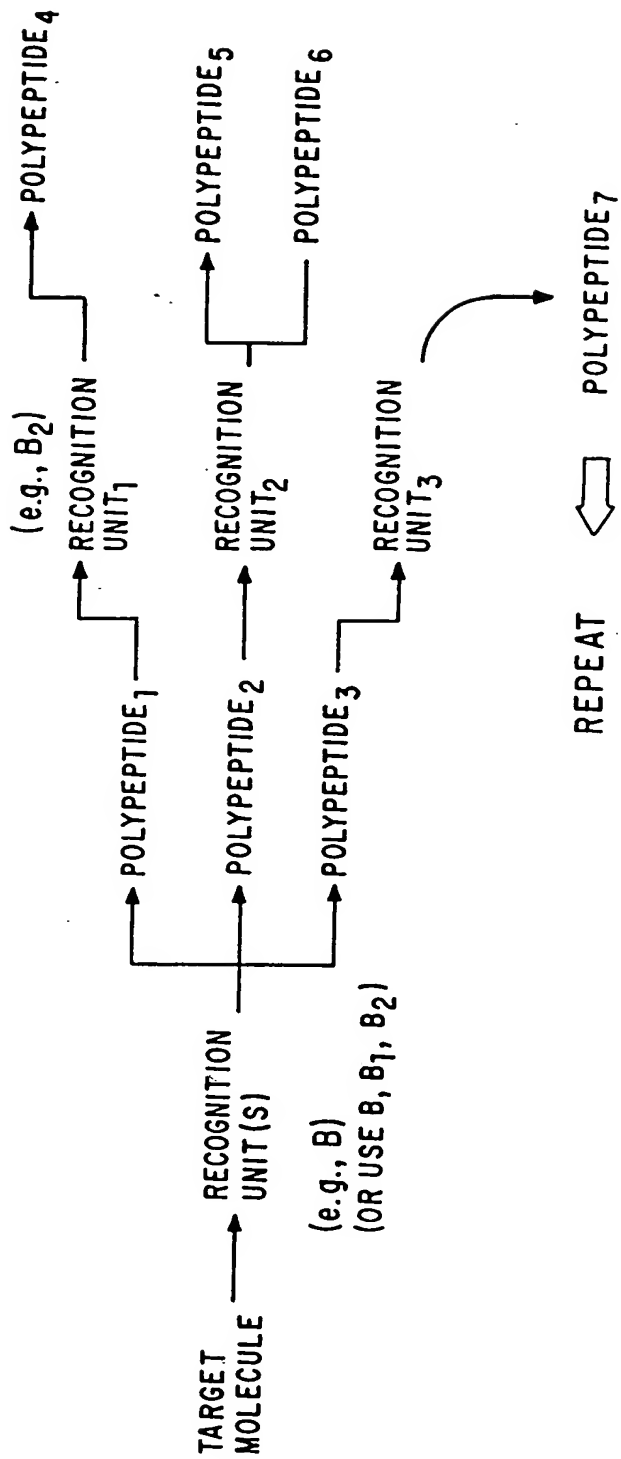 TARGET
MOLECULE
RECOGNITION
UNIT(S)
(e.g., B)
(OR USE B, B₁, B₂)
POLYPEPTIDE₁
POLYPEPTIDE₂
POLYPEPTIDE₃
(e.g., B₂)
RECOGNITION
UNIT₁
RECOGNITION
UNIT₂
RECOGNITION
UNIT₃
POLYPEPTIDE₄
POLYPEPTIDE₅
POLYPEPTIDE₆
POLYPEPTIDE₇
REPEAT